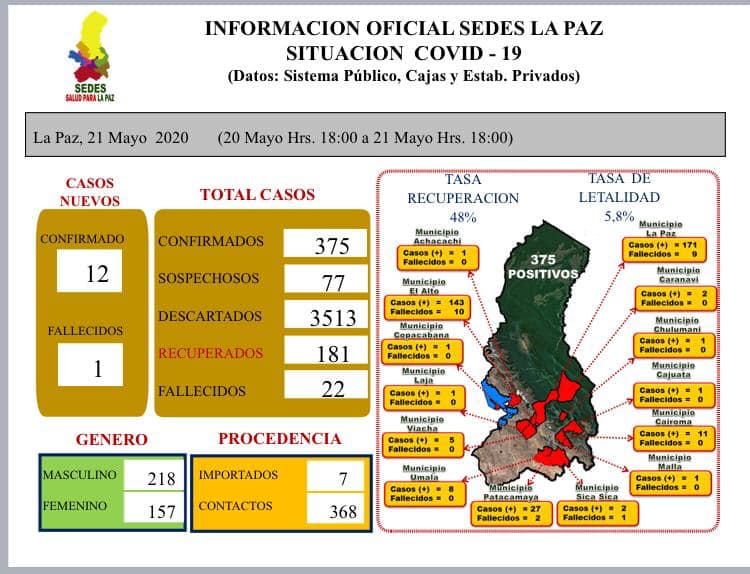 INFORMACION OFICIAL SEDES LA PAZ
SITUACION COVID - 19
(Datos: Sistema Público, Cajas y Estab. Privados)
SEDES
SALUD PARA LA PAZ
La Paz, 21 Mayo 2020 (20 Mayo Hrs. 18:00 a 21 Mayo Hrs. 18:00)
CASOS
NUEVOS
CONFIRMADO
12
FALLECIDOS
1
TOTAL CASOS
CONFIRMADOS 375
SOSPECHOSOS 77
DESCARTADOS 3513
RECUPERADOS 181
FALLECIDOS 22
GENERO
MASCULINO 218
FEMENINO 157
PROCEDENCIA
IMPORTADOS 7
CONTACTOS 368
TASA
RECUPERACION
48%
TASA DE
LETALIDAD
5,8%
375
POSITIVOS
Municipio
Achacachi
Casos (+) = 1
Fallecidos = 0
Municipio
El Alto
Casos (+) = 143
Fallecidos = 10
Municipio
Copacabana
Casos (+) = 1
Fallecidos = 0
Municipio
Laja
Casos (+) = 1
Fallecidos = 0
Municipio
Viacha
Casos (+) = 5
Fallecidos = 0
Municipio
Umala
Casos (+) = 8
Fallecidos = 0
Municipio
Patacamaya
Casos (+) = 27
Fallecidos = 2
Municipio
Sica Sica
Casos (+) = 2
Fallecidos = 1
Municipio
La Paz
Casos (+) = 171
Fallecidos = 9
Municipio
Caranavi
Casos (+) = 2
Fallecidos = 0
Municipio
Chulumani
Casos (+) = 1
Fallecidos = 0
Municipio
Cajuata
Casos (+) = 1
Fallecidos = 0
Municipio
Cairoma
Casos (+) = 11
Fallecidos = 0
Municipio
Malla
Casos (+) = 1
Fallecidos = 0